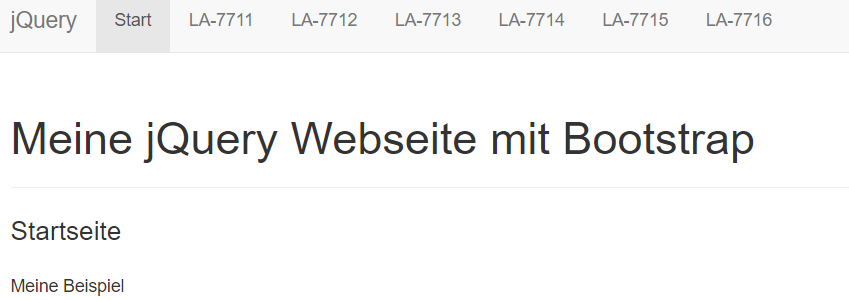 jQuery Start LA-7711 LA-7712 LA-7713 LA-7714 LA-7715 LA-7716
Meine jQuery Webseite mit Bootstrap
Startseite
Meine Beispiel